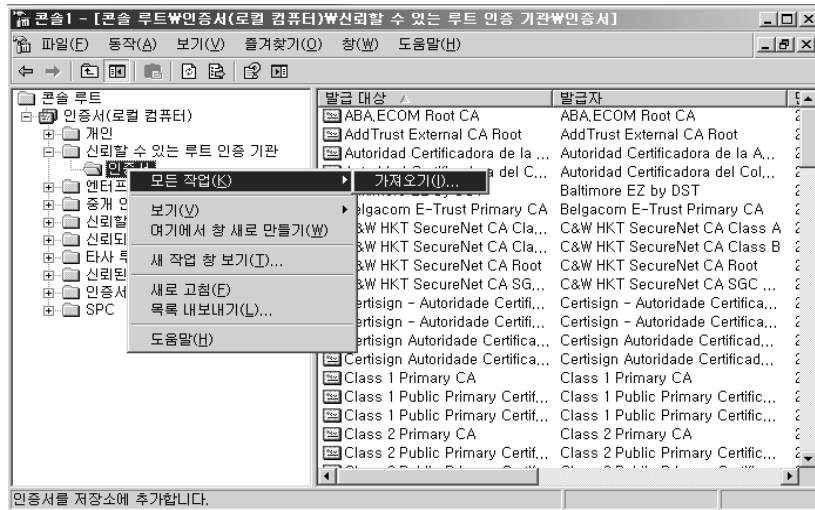 콘솔1 - [콘솔 루트₩인증서(로컬 컴퓨터)₩신뢰할 수 있는 루트 인증 기관₩인증서]
파일(F) 동작(A) 보기(V) 즐겨찾기(O) 창(W) 도움말(H)
콘솔 루트
인증서(로컬 컴퓨터)
개인
신뢰할 수 있는 루트 인증 기관
중개
신뢰할
신뢰되
타사
신뢰된
인증서
SPC
모든 작업(K)
가져오기(I)...
보기(V)
여기에서 창 새로 만들기(W)
새 작업 창 보기(T)...
새로 고침(F)
목록 내보내기(L)...
도움말(H)
발급 대상 발급자
ABA,ECOM Root CA ABA,ECOM Root CA
AddTrust External CA Root AddTrust External CA Root
Autoridad Certificadora de la ... Autoridad Certificadora de la A...
a del C... Autoridad Certificadora del Col...
Baltimore EZ by DST
elgacom E-Trust Primary CA Belgacom E-Trust Primary CA
&W HKT SecureNet CA Cla... C&W HKT SecureNet CA Class A
&W HKT SecureNet CA Cla... C&W HKT SecureNet CA Class B
&W HKT SecureNet CA Root C&W HKT SecureNet CA Root
&W HKT SecureNet CA SG... C&W HKT SecureNet CA SGC ...
ertisign - Autoridade Certifi... Certisign - Autoridade Certifica...
ertisign - Autoridade Certifi... Certisign - Autoridade Certifica...
ertisign Autoridade Certifica... Certisign Autoridade Certificad...
Certisign Autoridade Certifica... Certisign Autoridade Certificad...
Class 1 Primary CA Class 1 Primary CA
Class 1 Public Primary Certif... Class 1 Public Primary Certific...
Class 1 Public Primary Certif... Class 1 Public Primary Certific...
Class 2 Primary CA Class 2 Primary CA
Class 2 Public Primary Certif... Class 2 Public Primary Certific...
인증서를 저장소에 추가합니다.